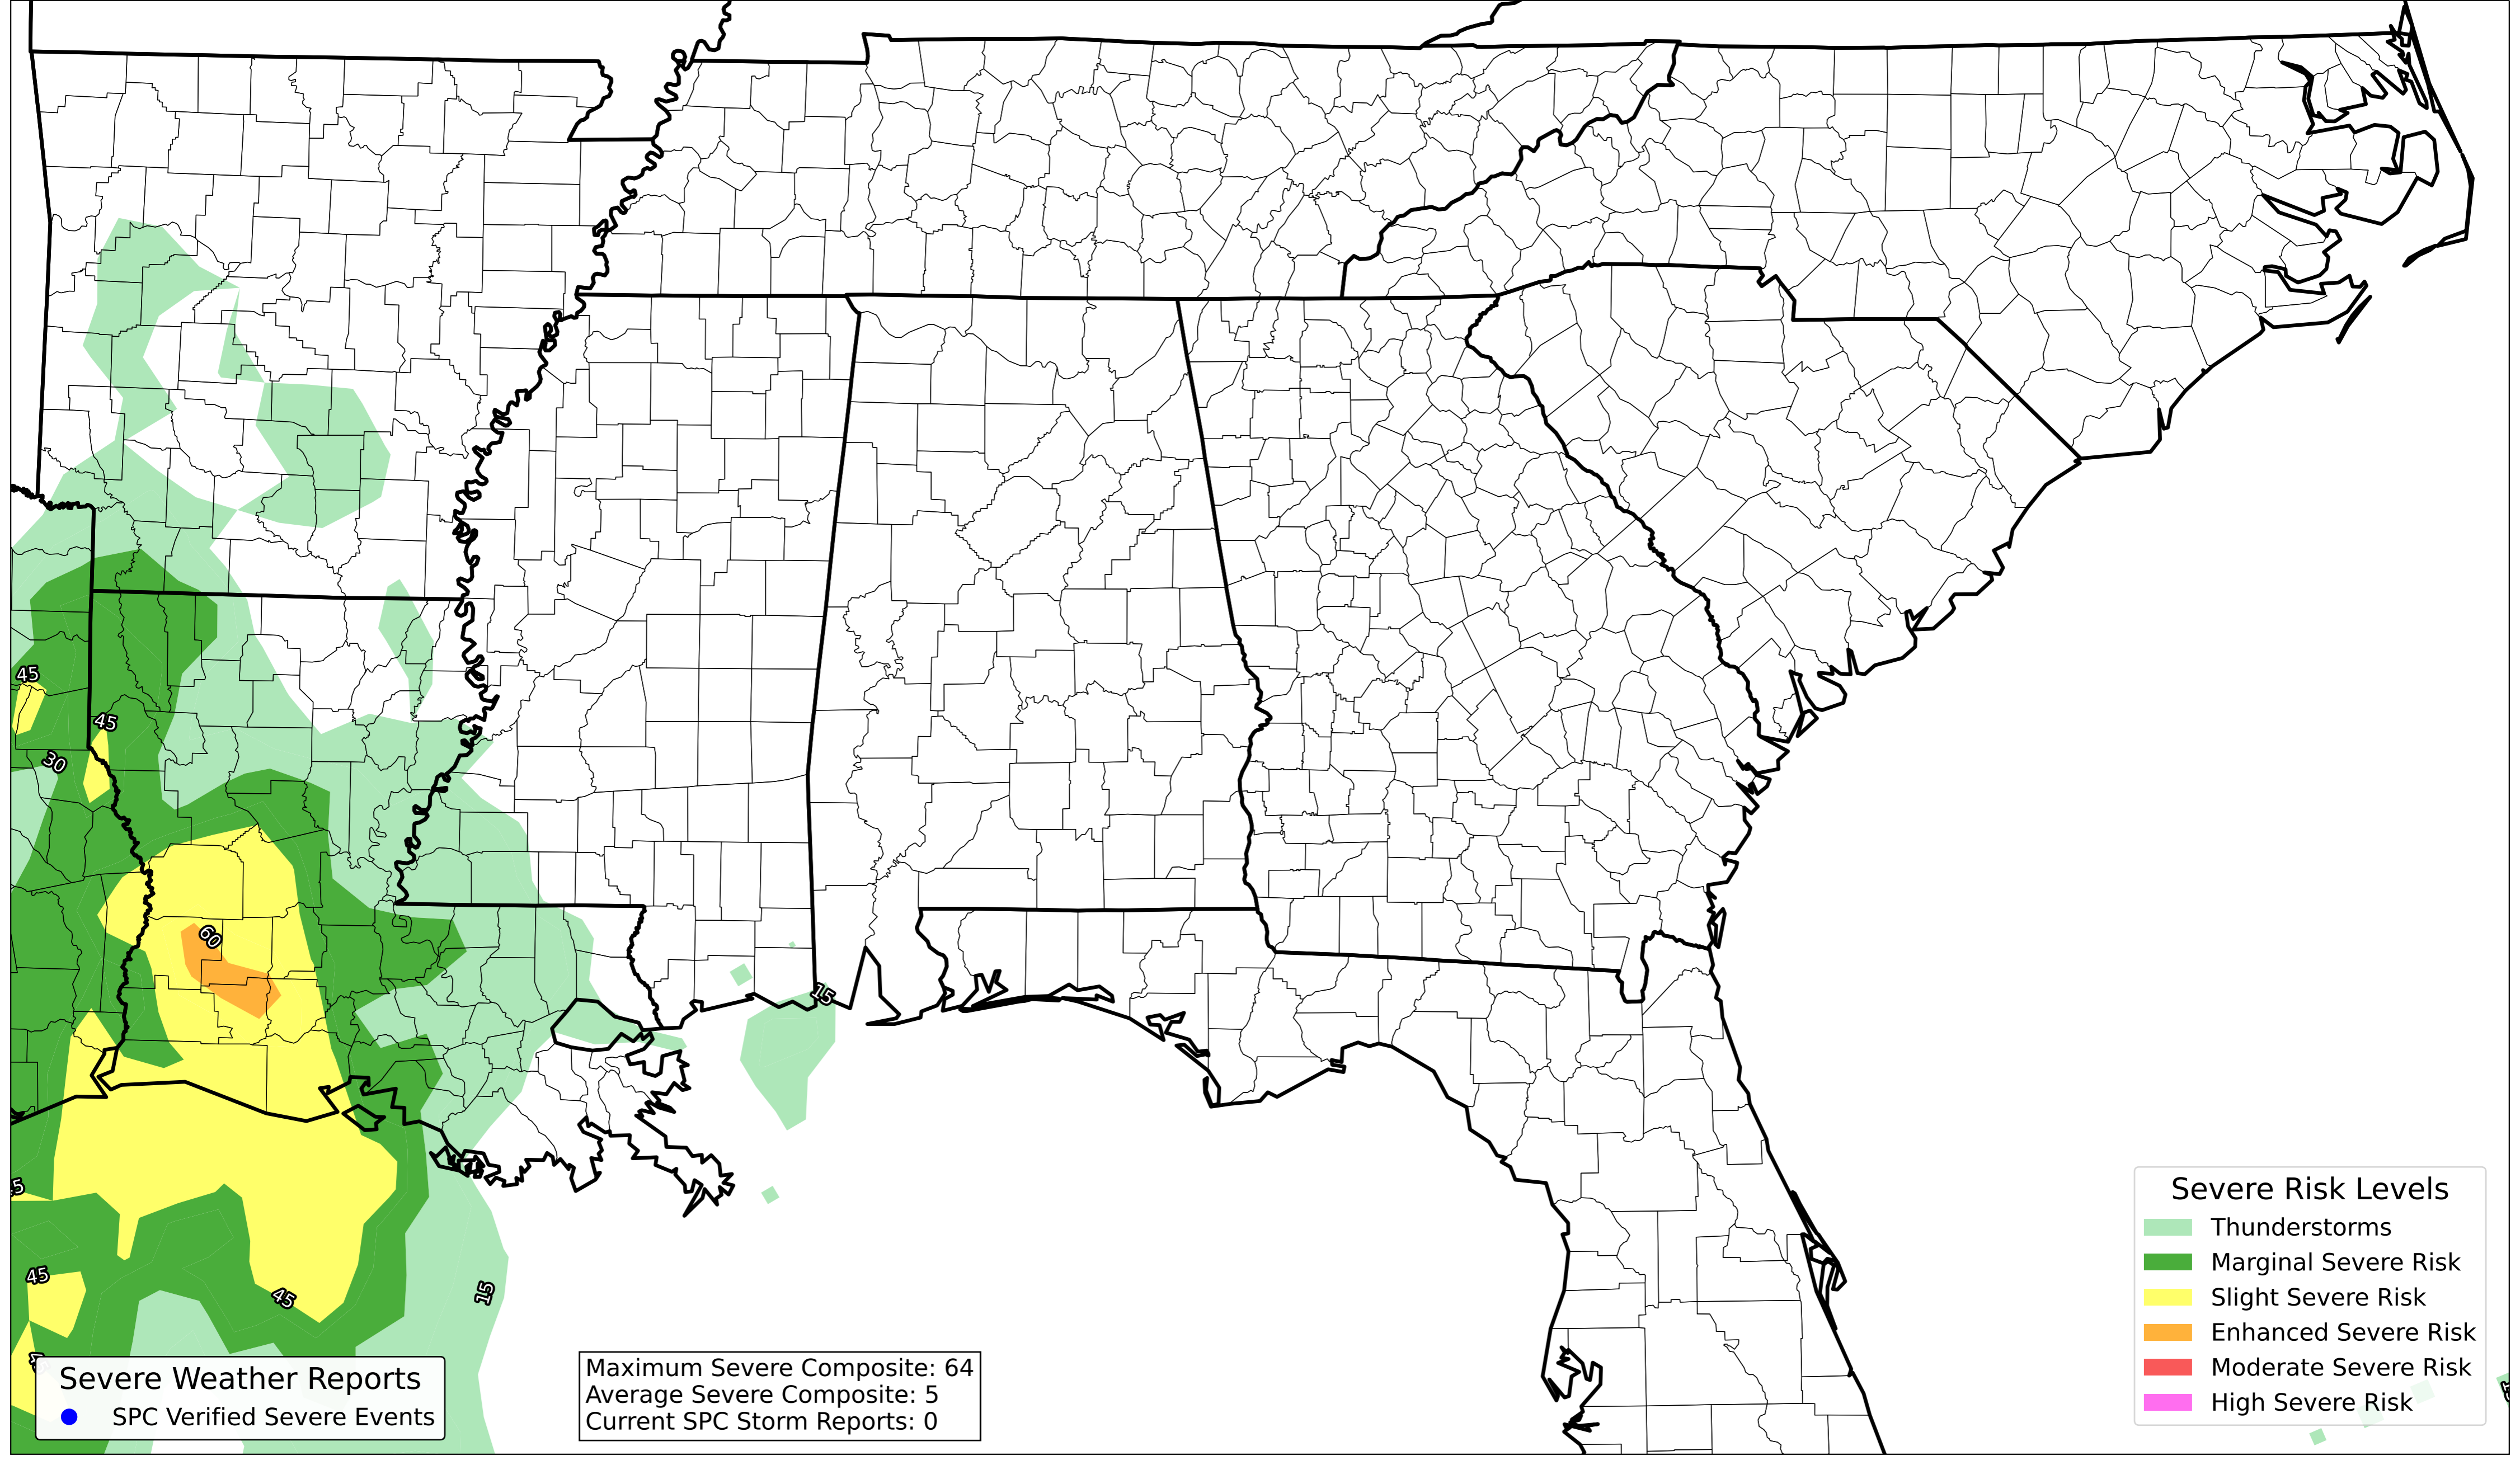 45
45
30
60
15
45
45
45
15
Severe Risk Levels
Thunderstorms
Marginal Severe Risk
Slight Severe Risk
Enhanced Severe Risk
Moderate Severe Risk
High Severe Risk
Severe Weather Reports
SPC Verified Severe Events
Maximum Severe Composite: 64
Average Severe Composite: 5
Current SPC Storm Reports: 0